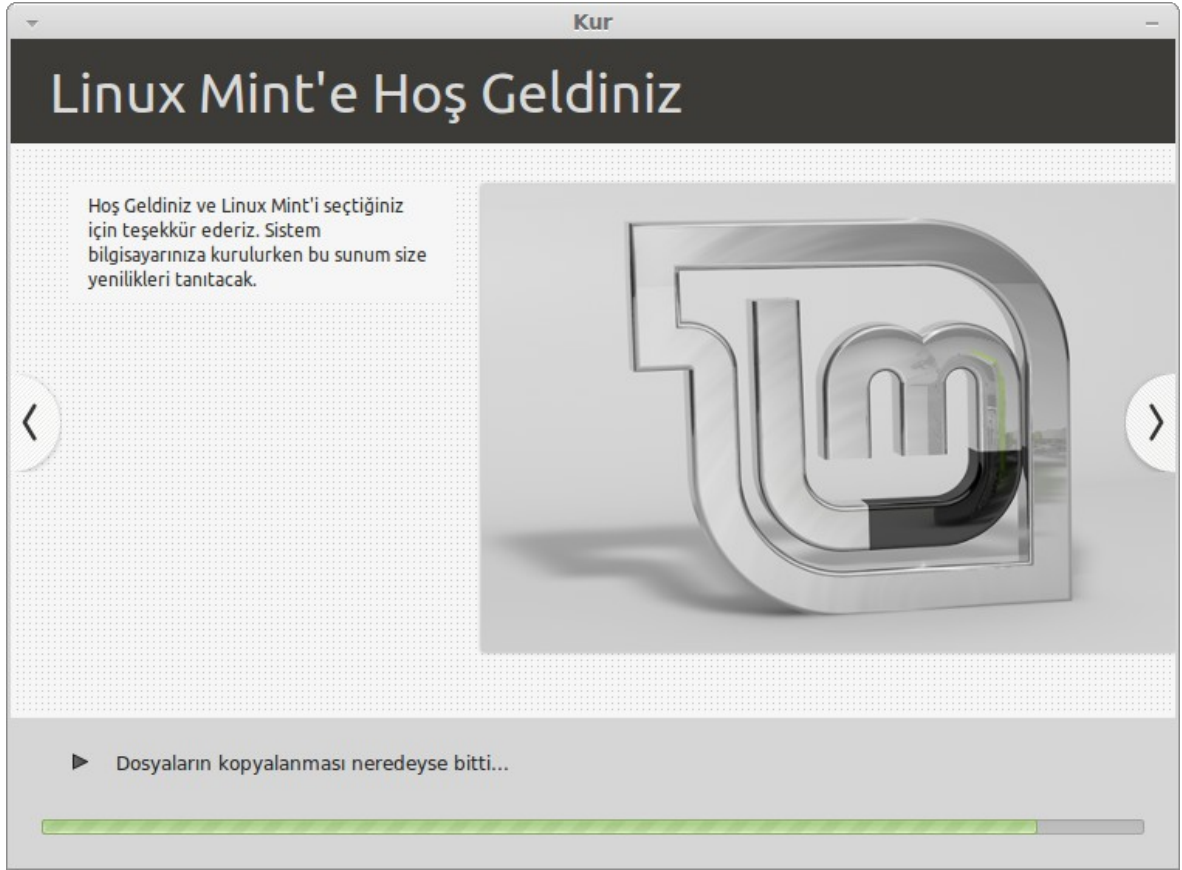 Kur
Linux Mint'e Hoş Geldiniz
Hoş Geldiniz ve Linux Mint'i seçtiğiniz
için teşekkür ederiz. Sistem
bilgisayarınıza kurulurken bu sunum size
yenilikleri tanıtacak.
Dosyaların kopyalanması neredeyse bitti...